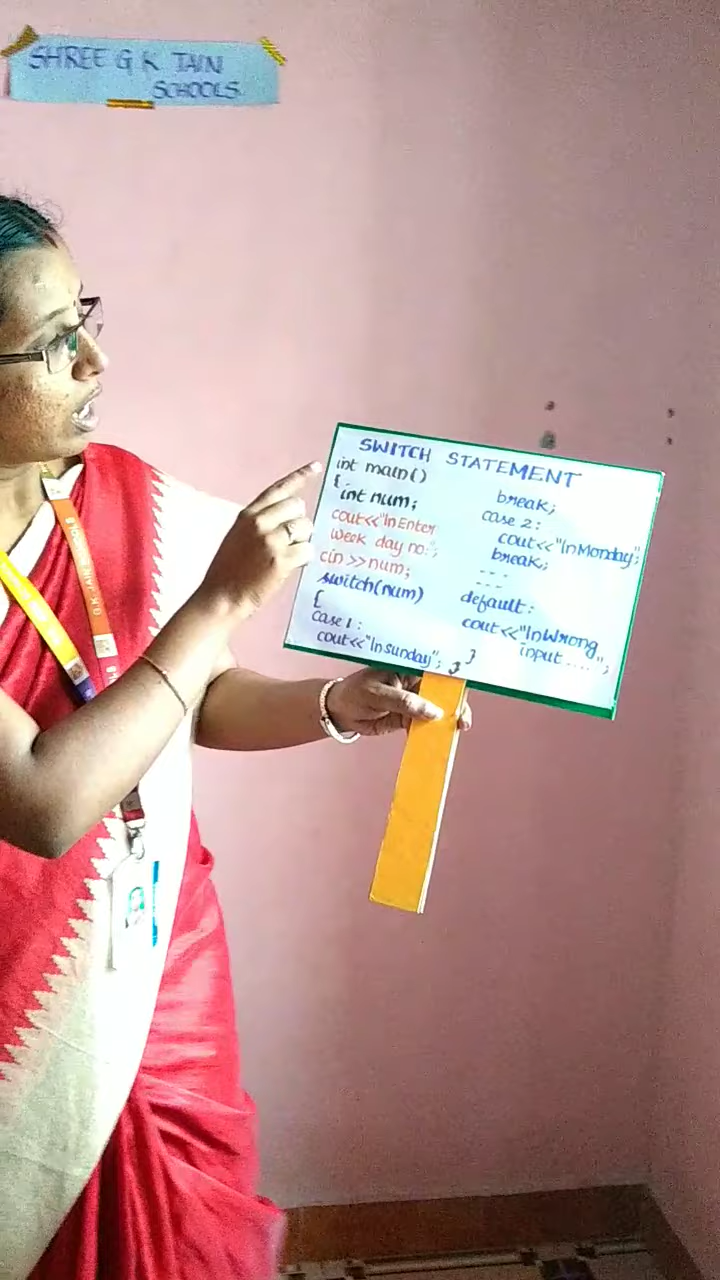 SHREE G K JAIN
SCHOOLS
SWITCH STATEMENT
int main()
{
int num;
cout<<"\nEnter
week day no:";
cin>>num;
switch(num)
{
case 1:
cout<<"\nSunday";
break;
case 2:
cout<<"\nMonday";
break;
---
---
default:
cout<<"\nWrong
input ....";
}
}